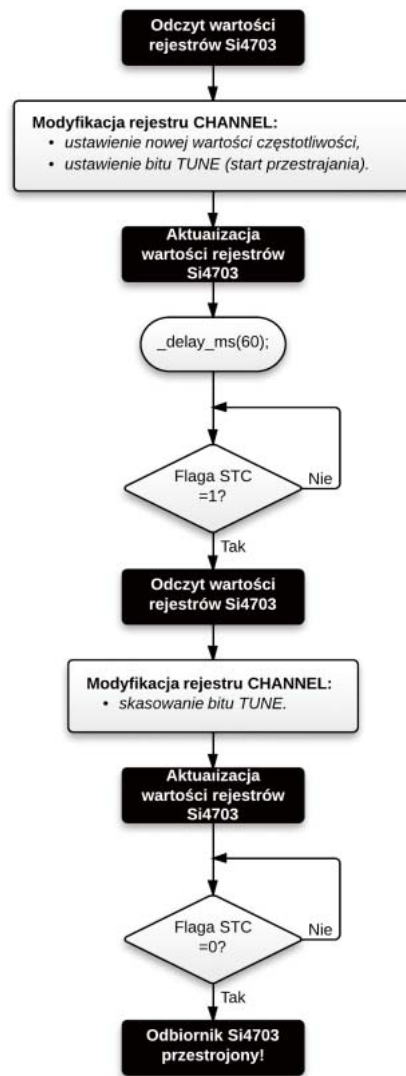 Odczyt wartości
rejestrów Si4703
Modyfikacja rejestru CHANNEL:
• ustawienie nowej wartości częstotliwości,
• ustawienie bitu TUNE (start przestrajania).
Aktualizacja
wartości rejestrów
Si4703
_delay_ms(60);
Flaga STC
=1?
Nie
Tak
Odczyt wartości
rejestrów Si4703
Modyfikacja rejestru CHANNEL:
• skasowanie bitu TUNE.
Aktualizacja
wartości rejestrów
Si4703
Flaga STC
=0?
Nie
Tak
Odbiornik Si4703
przestrojony!